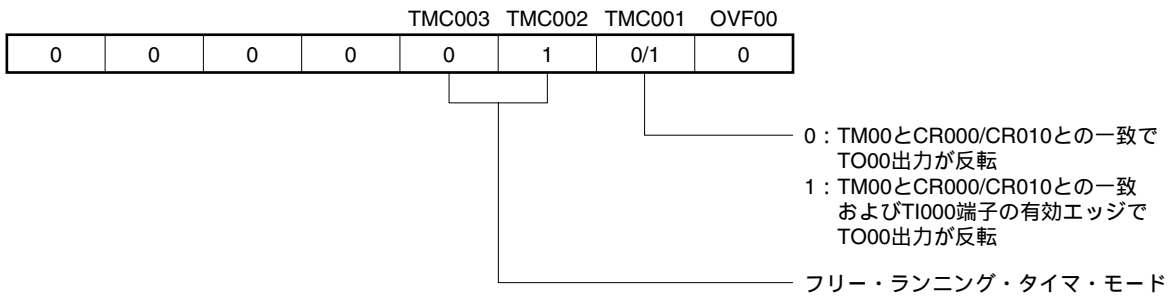 TMC003 TMC002 TMC001 OVF00
0 0 0 0 0 1 0/1 0
0：TM00とCR000/CR010との一致で
TO00出力が反転
1：TM00とCR000/CR010との一致
およびTI000端子の有効エッジで
TO00出力が反転
フリー・ランニング・タイマ・モード